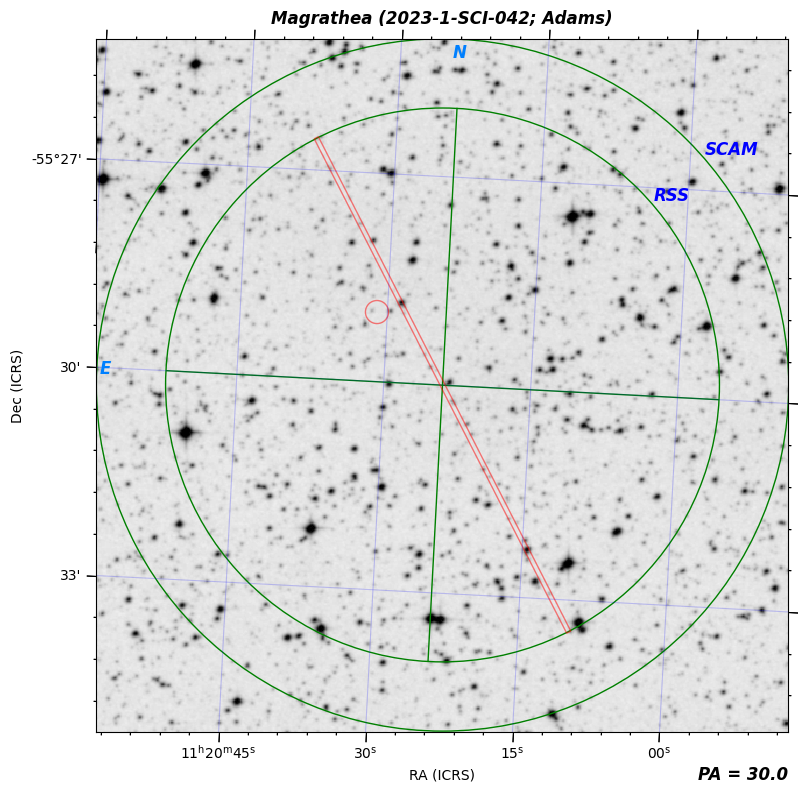 Magrathea (2023-1-SCI-042; Adams)
N
SCAM
-55°27'
RSS
30'
E
Dec (ICRS)
33'
11ʰ20ᵐ45ˢ 30ˢ 15ˢ 00ˢ
RA (ICRS)
PA = 30.0